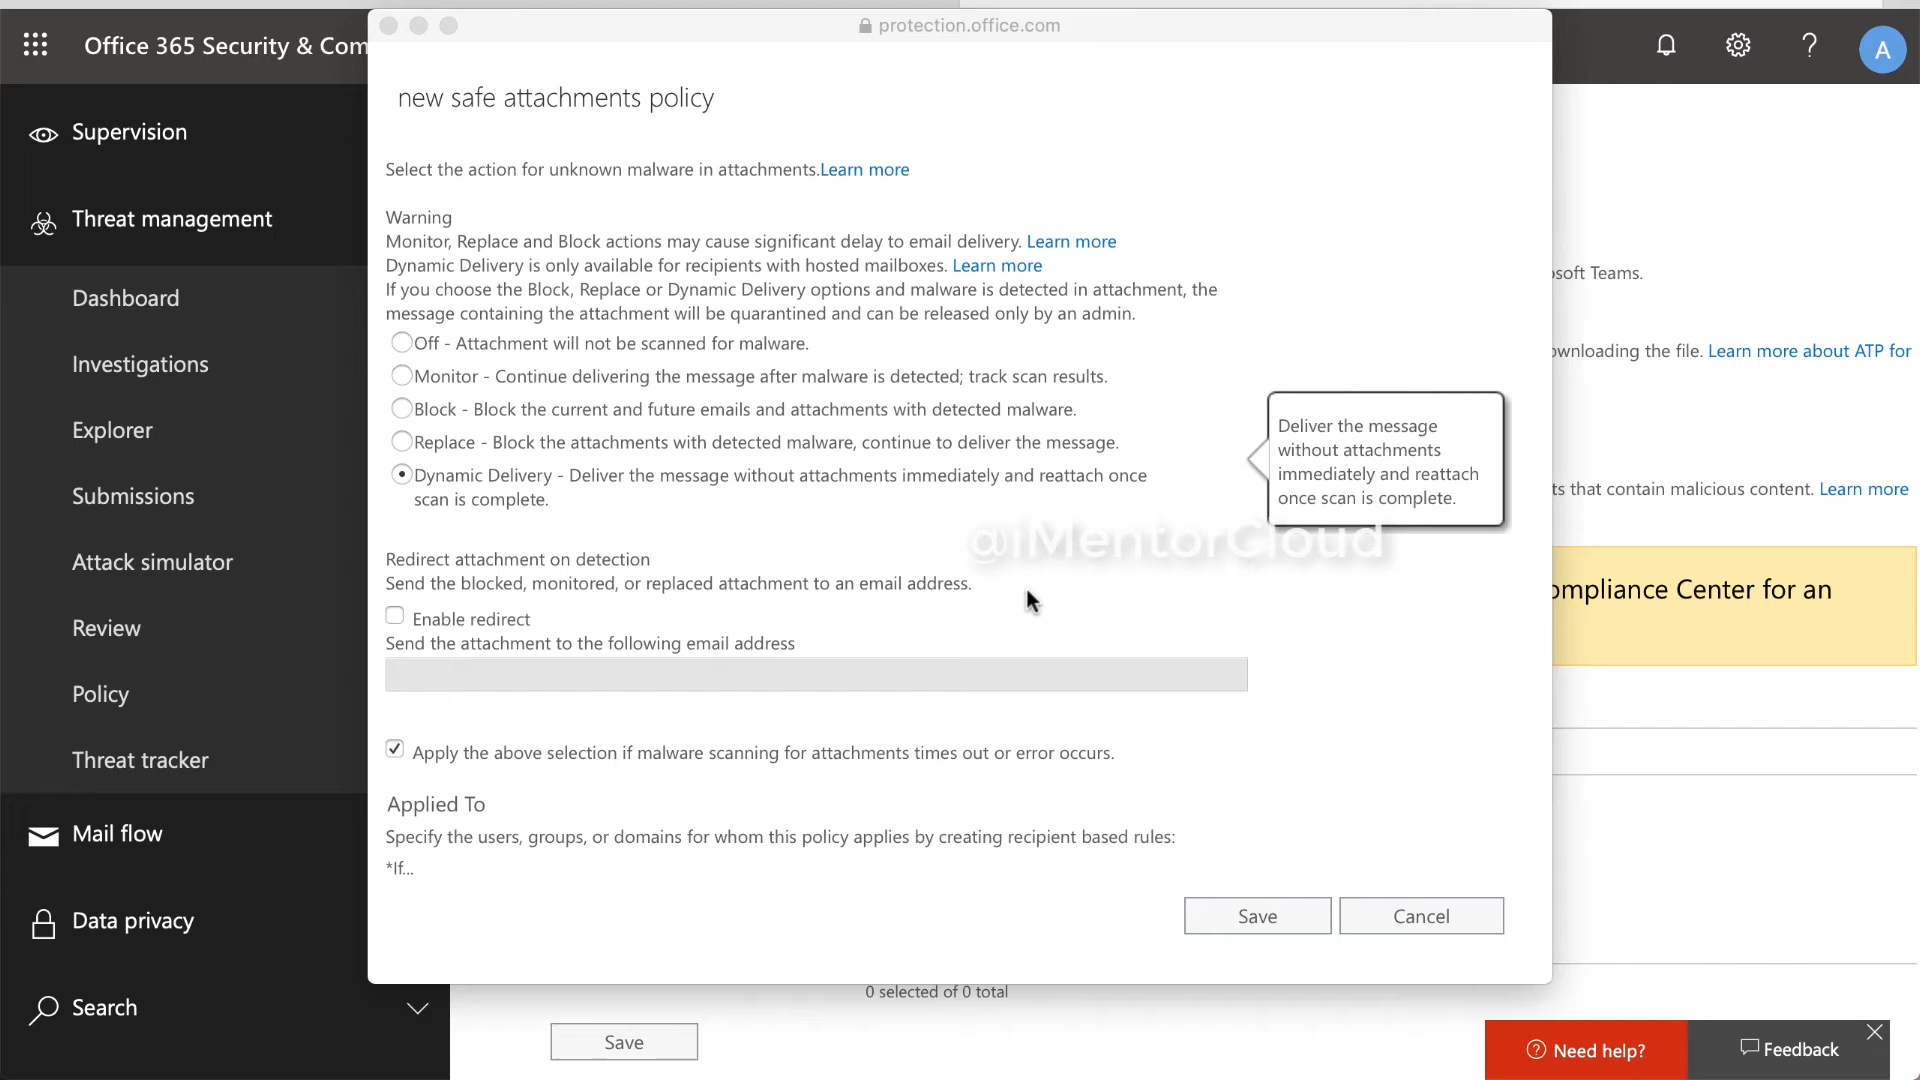 protection.office.com
Office 365 Security & Com
A
new safe attachments policy
Supervision
Threat management
Dashboard
Investigations
Explorer
Submissions
Attack simulator
Review
Policy
Threat tracker
Mail flow
Data privacy
Search
Select the action for unknown malware in attachments.Learn more
Warning
Monitor, Replace and Block actions may cause significant delay to email delivery. Learn more
Dynamic Delivery is only available for recipients with hosted mailboxes. Learn more
If you choose the Block, Replace or Dynamic Delivery options and malware is detected in attachment, the
message containing the attachment will be quarantined and can be released only by an admin.
Off - Attachment will not be scanned for malware.
Monitor - Continue delivering the message after malware is detected; track scan results.
Block - Block the current and future emails and attachments with detected malware.
Replace - Block the attachments with detected malware, continue to deliver the message.
Dynamic Delivery - Deliver the message without attachments immediately and reattach once
scan is complete.
Deliver the message
without attachments
immediately and reattach
once scan is complete.
@iMentorCloud
Redirect attachment on detection
Send the blocked, monitored, or replaced attachment to an email address.
Enable redirect
Send the attachment to the following email address
Apply the above selection if malware scanning for attachments times out or error occurs.
Applied To
Specify the users, groups, or domains for whom this policy applies by creating recipient based rules:
*If...
Save
Cancel
osoft Teams.
ownloading the file. Learn more about ATP for
ts that contain malicious content. Learn more
ompliance Center for an
0 selected of 0 total
Save
Need help?
Feedback